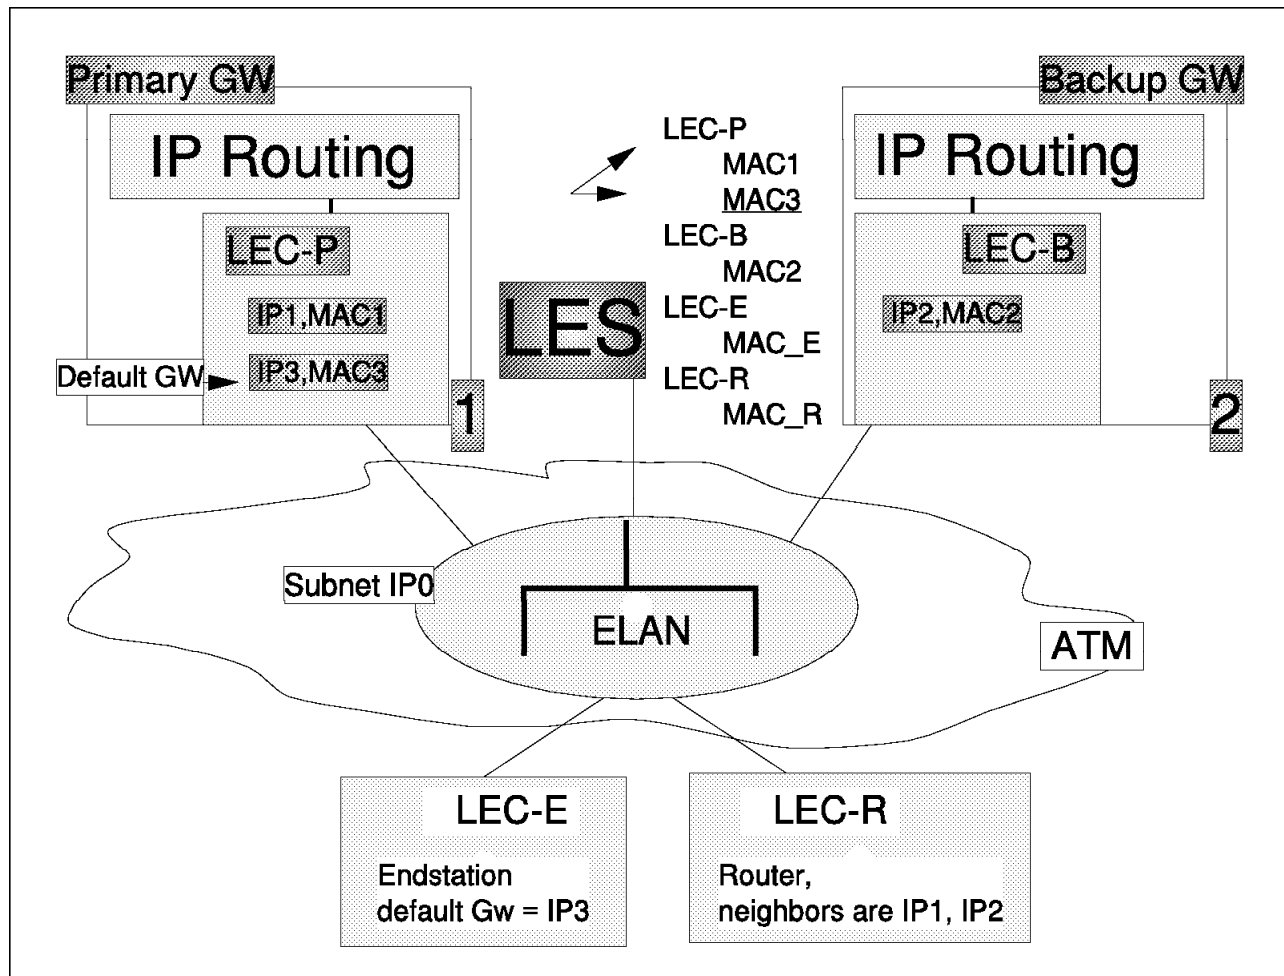 Primary GW
IP Routing
LEC-P
IP1,MAC1
Default GW
IP3,MAC3
1
LES
LEC-P
MAC1
MAC3
LEC-B
MAC2
LEC-E
MAC_E
LEC-R
MAC_R
Backup GW
IP Routing
LEC-B
IP2,MAC2
2
Subnet IP0
ELAN
ATM
LEC-E
Endstation
default Gw = IP3
LEC-R
Router,
neighbors are IP1, IP2